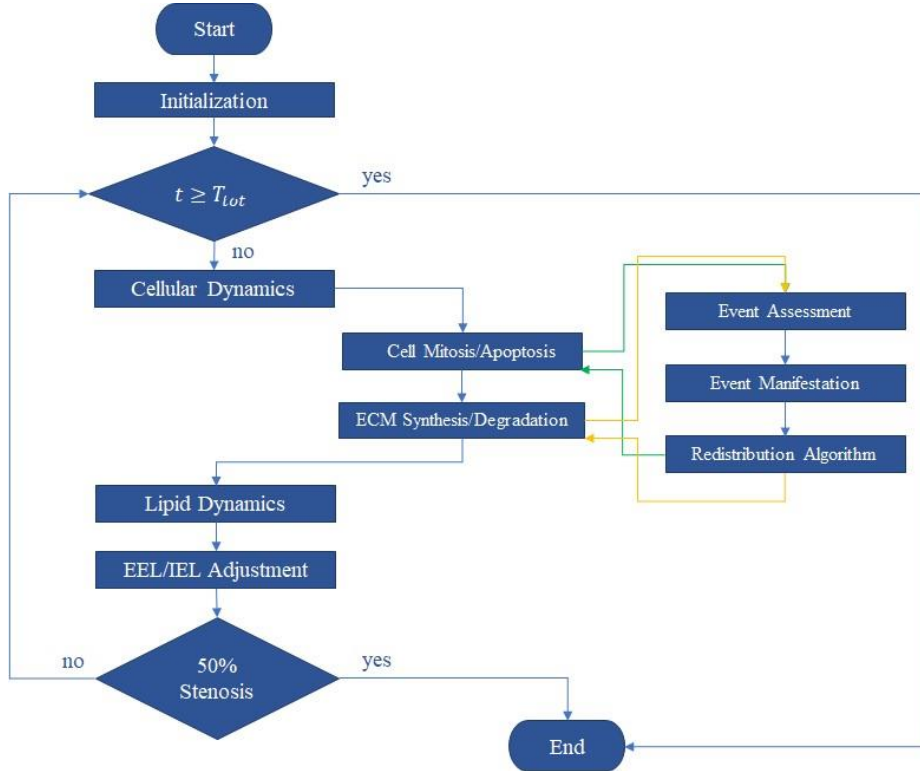 Start
Initialization
t ≥ T_lot
yes
no
Cellular Dynamics
Cell Mitosis/Apoptosis
ECM Synthesis/Degradation
Event Assessment
Event Manifestation
Redistribution Algorithm
Lipid Dynamics
EEL/IEL Adjustment
50%
Stenosis
no
yes
End